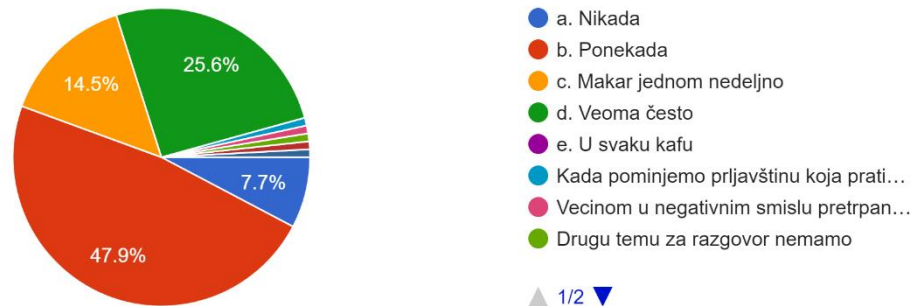 25.6%
14.5%
7.7%
47.9%
a. Nikada
b. Ponekada
c. Makar jednom nedeljno
d. Veoma često
e. U svaku kafu
Kada pominjemo prljavštinu koja prati…
Vecinom u negativnim smislu pretrpan…
Drugu temu za razgovor nemamo
1/2